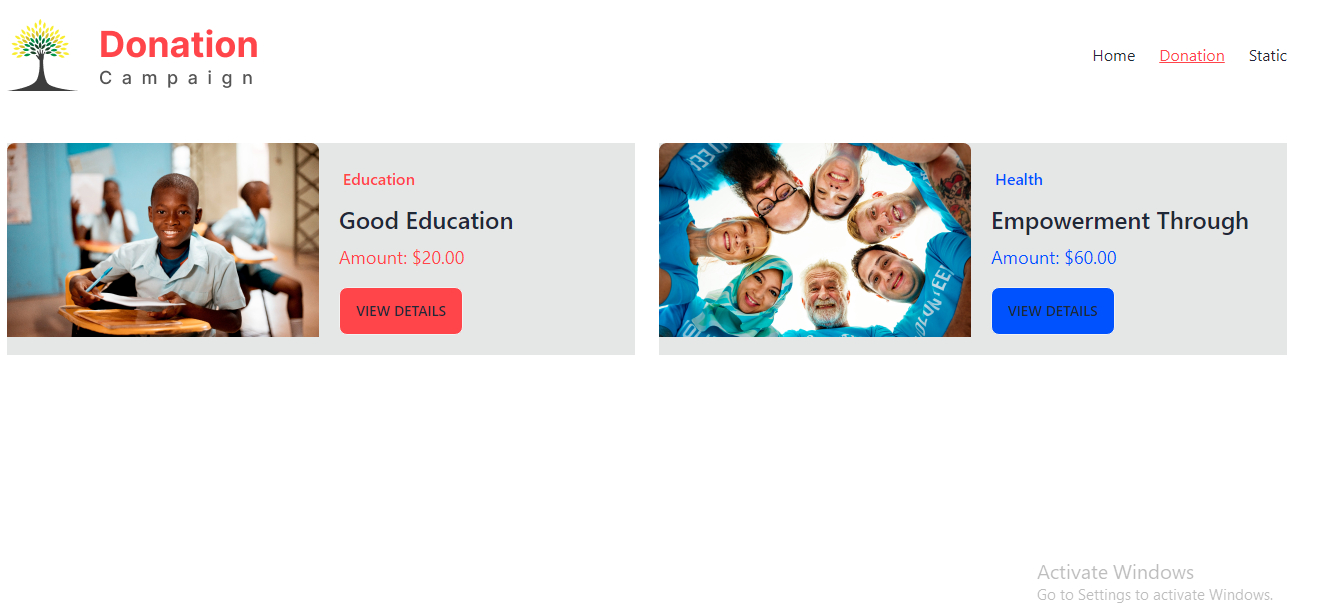 Donation
Campaign
Home Donation Static
Education
Good Education
Amount: $20.00
VIEW DETAILS
Health
Empowerment Through
Amount: $60.00
VIEW DETAILS
Activate Windows
Go to Settings to activate Windows.